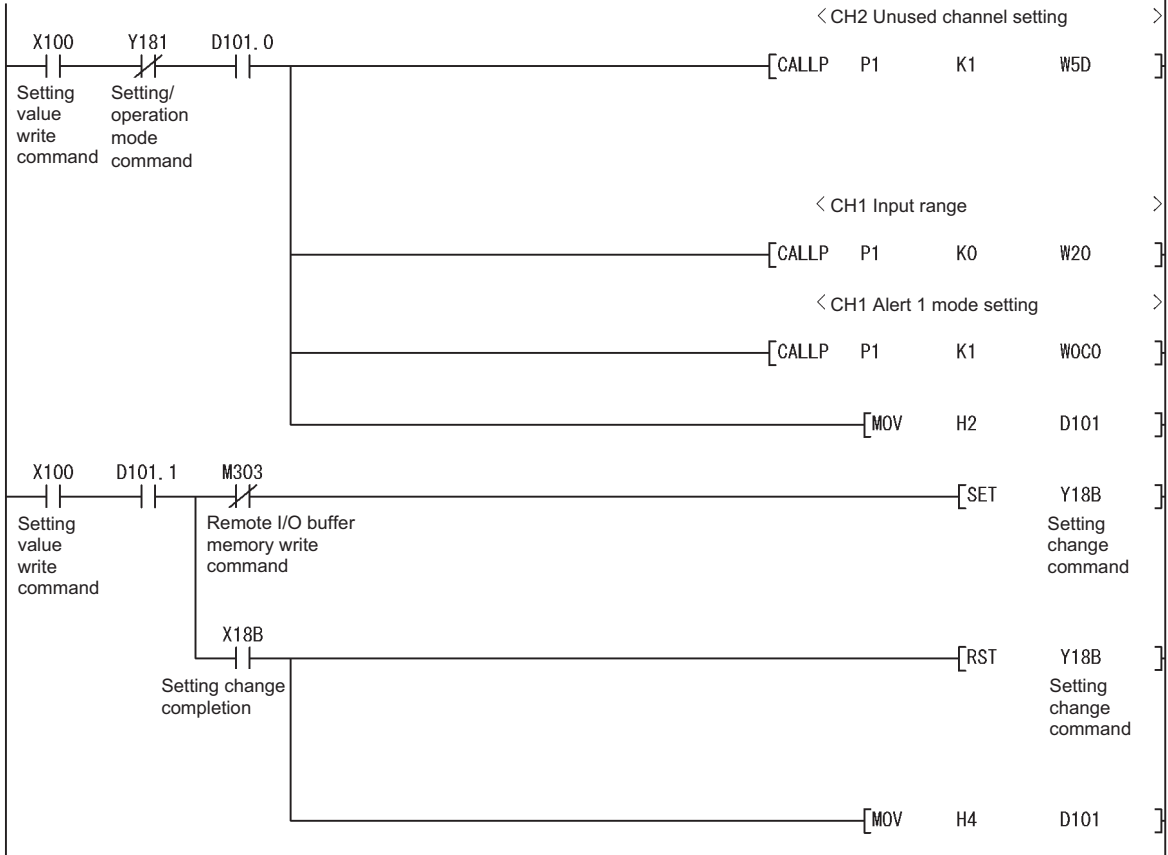 < CH2 Unused channel setting >
X100 Y181 D101.0
[CALLP P1 K1 W5D ]
Setting value write command
Setting/ operation mode command
< CH1 Input range >
[CALLP P1 K0 W20 ]
< CH1 Alert 1 mode setting >
[CALLP P1 K1 W0C0 ]
[MOV H2 D101 ]
X100 D101.1 M303
[SET Y18B ]
Setting value write command
Remote I/O buffer memory write command
Setting change command
X18B
[RST Y18B ]
Setting change completion
Setting change command
[MOV H4 D101 ]